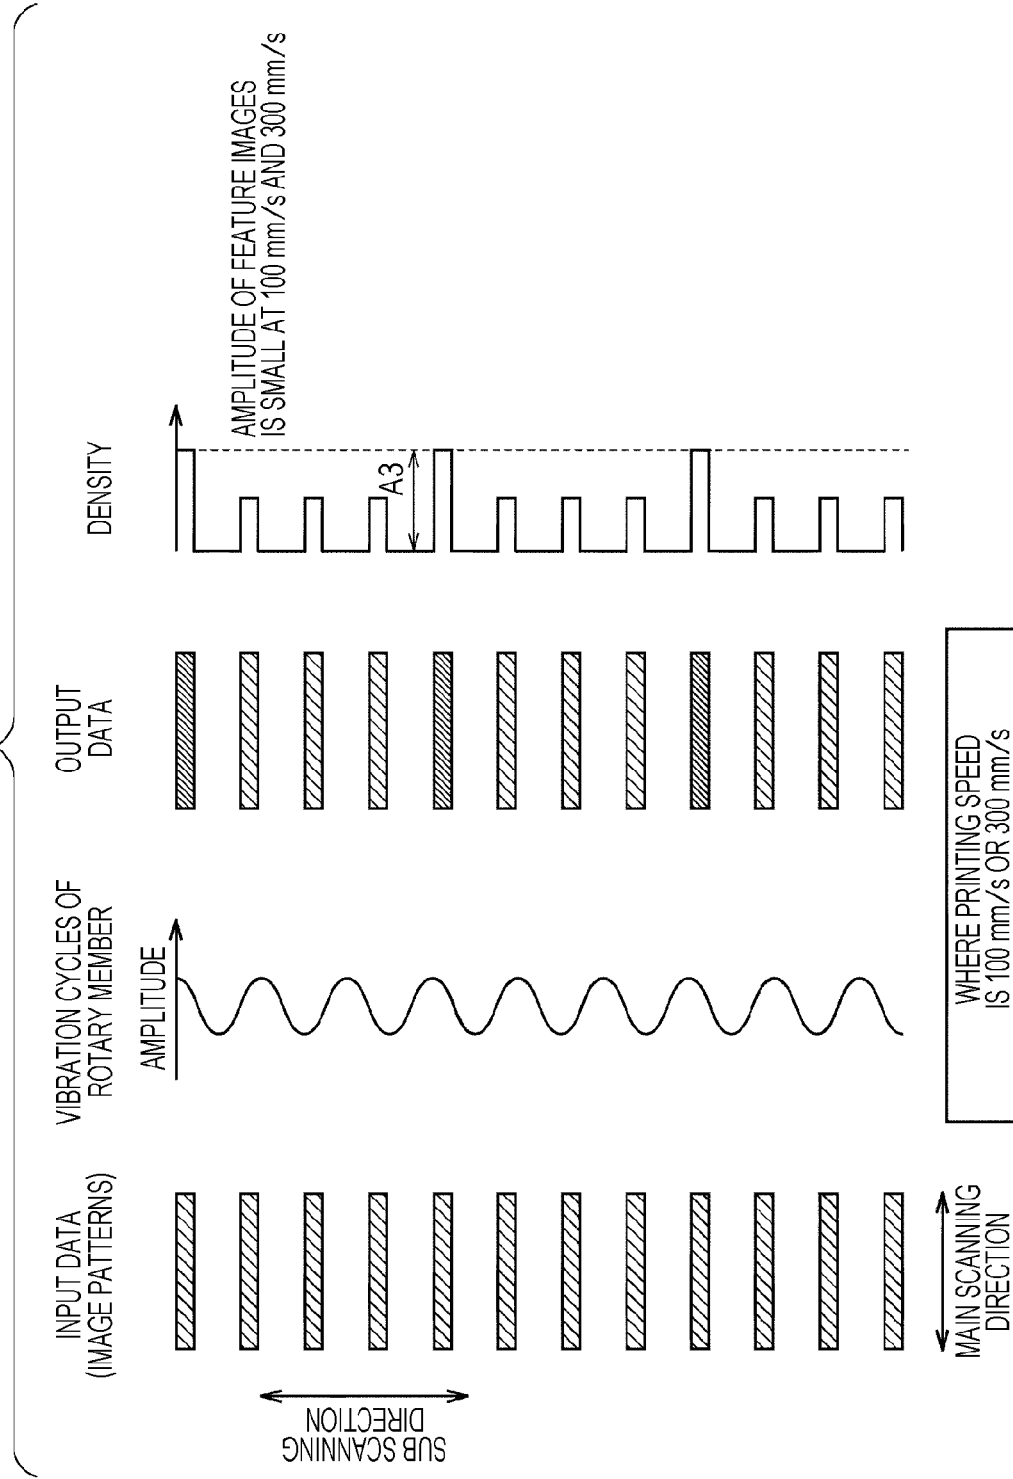 INPUT DATA
(IMAGE PATTERNS)
VIBRATION CYCLES OF
ROTARY MEMBER
OUTPUT
DATA
DENSITY
SUB SCANNING
DIRECTION
AMPLITUDE
A3
AMPLITUDE OF FEATURE IMAGES
IS SMALL AT 100 mm/s AND 300 mm/s
MAIN SCANNING
DIRECTION
WHERE PRINTING SPEED
IS 100 mm/s OR 300 mm/s